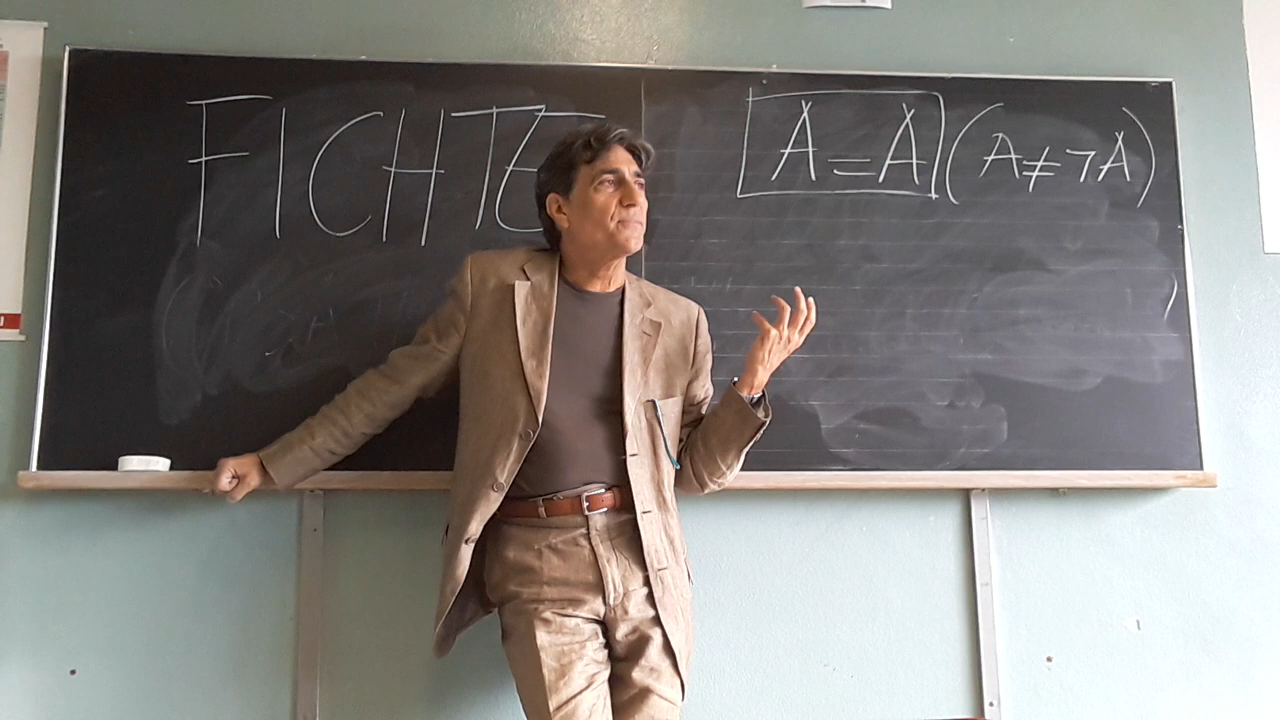 FICHTE
A = A (A ≠ ¬A)